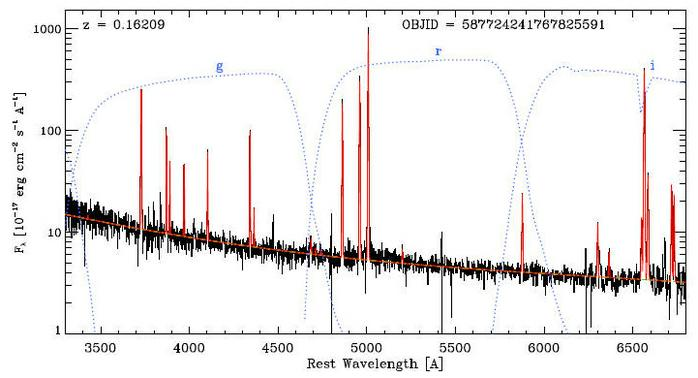 z = 0.16209 OBJID = 587724241767825591
g r i
1000
100
10
1
F_λ [10⁻¹⁷ erg cm⁻² s⁻¹ A⁻¹]
3500 4000 4500 5000 5500 6000 6500
Rest Wavelength [A]